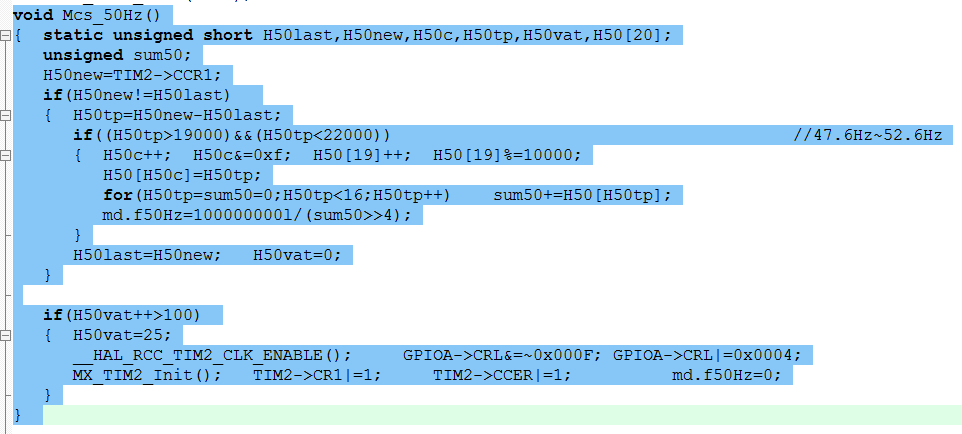 void Mcs_50Hz()
{ static unsigned short H50last,H50new,H50c,H50tp,H50vat,H50[20];
unsigned sum50;
H50new=TIM2->CCR1;
if(H50new!=H50last)
{ H50tp=H50new-H50last;
if((H50tp>19000)&&(H50tp<22000)) //47.6Hz~52.6Hz
{ H50c++; H50c&=0xf; H50[19]++; H50[19]%=10000;
H50[H50c]=H50tp;
for(H50tp=sum50=0;H50tp<16;H50tp++) sum50+=H50[H50tp];
md.f50Hz=100000000l/(sum50>>4);
}
H50last=H50new; H50vat=0;
}
if(H50vat++>100)
{ H50vat=25;
__HAL_RCC_TIM2_CLK_ENABLE(); GPIOA->CRL&=~0x000F; GPIOA->CRL|=0x0004;
MX_TIM2_Init(); TIM2->CR1|=1; TIM2->CCER|=1; md.f50Hz=0;
}
}